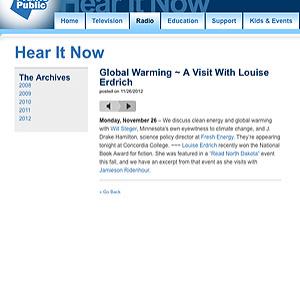 Public
Hear It Now
Home Television Radio Education Support Kids & Events
Hear It Now
The Archives
2008
2009
2010
2011
2012
Global Warming ~ A Visit With Louise
Erdrich
posted on 11/26/2012
Monday, November 26 – We discuss clean energy and global warming
with Will Steger, Minnesota's own eyewitness to climate change, and J.
Drake Hamilton, science policy director at Fresh Energy. They're appearing
tonight at Concordia College. ~~~ Louise Erdrich recently won the National
Book Award for fiction. She was featured in a "Read North Dakota" event
this fall, and we have an excerpt from that event as she visits with
Jamieson Ridenhour.
« Go Back